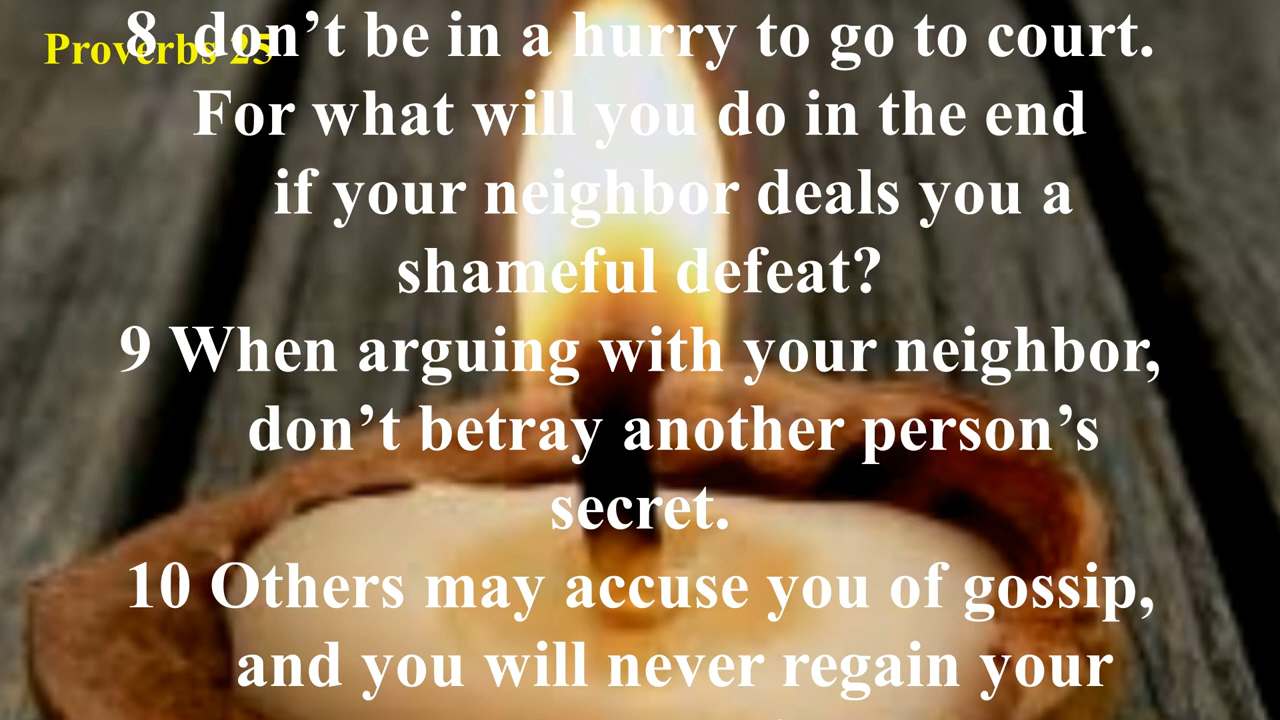 Proverbs 25
8 don’t be in a hurry to go to court.
For what will you do in the end
if your neighbor deals you a
shameful defeat?
9 When arguing with your neighbor,
don’t betray another person’s
secret.
10 Others may accuse you of gossip,
and you will never regain your